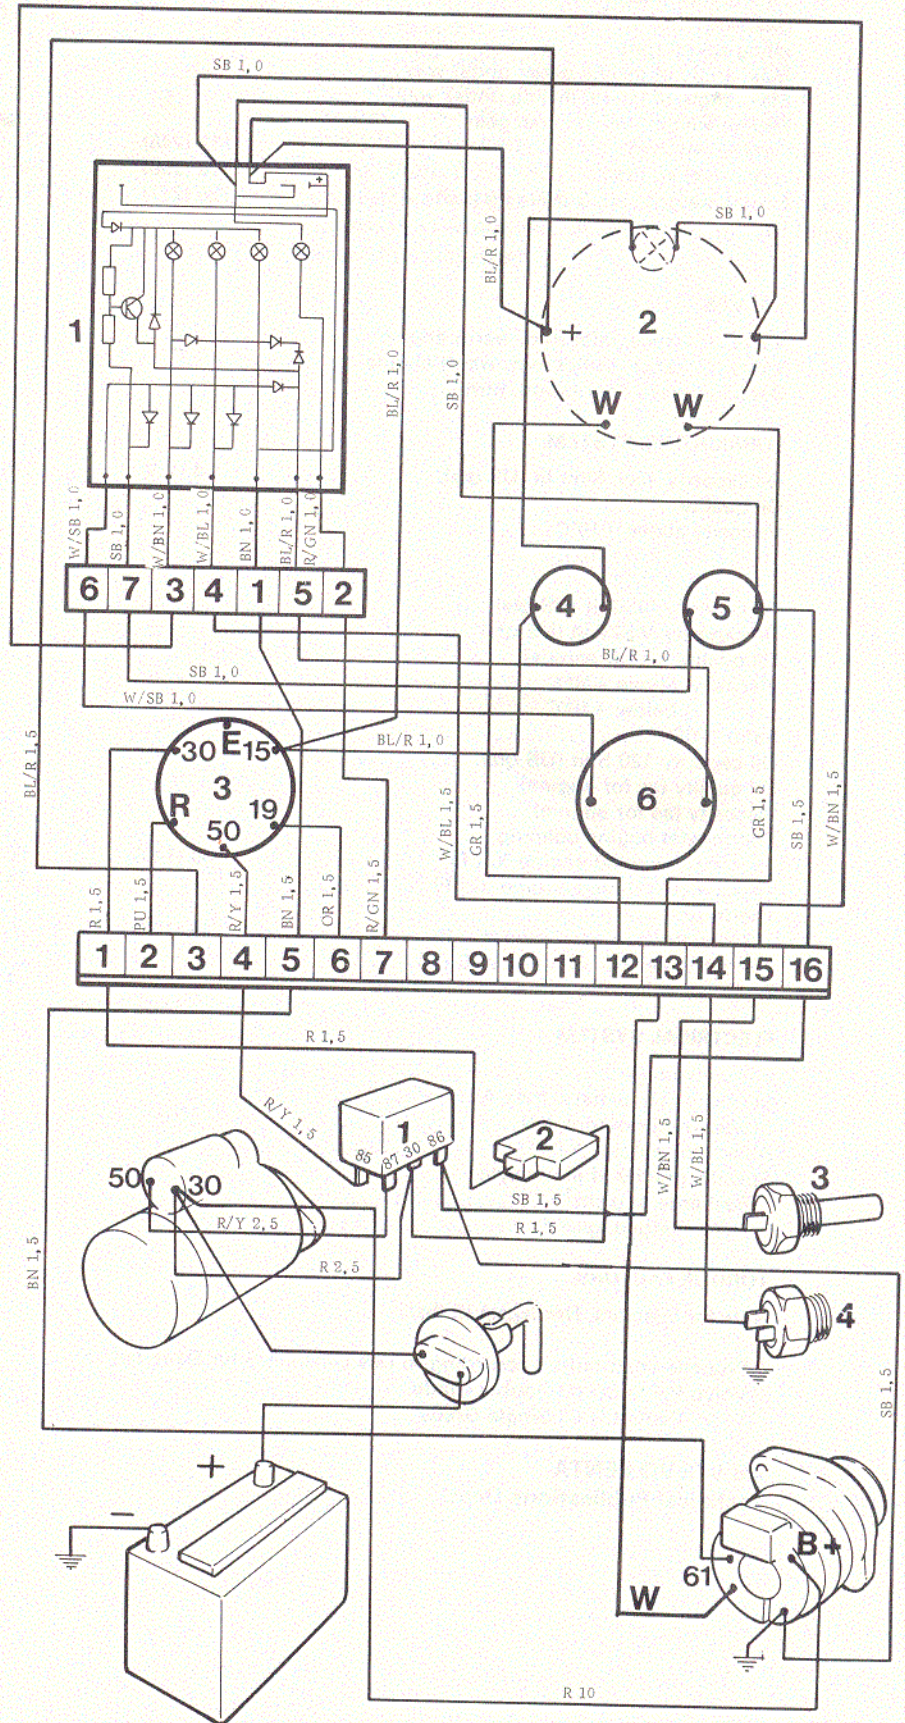 SB 1,0
SB 1,0
BL/R 1,0
+
1
+
2
−
BL/R 1,0
SB 1,0
W
W
W/SB 1,0
SB 1,0
W/BN 1,0
W/BL 1,0
BN 1,0
BL/R 1,0
R/GN 1,0
6 7 3 4 1 5 2
4
5
BL/R 1,0
SB 1,0
W/SB 1,0
BL/R 1,5
30
E
15
3
R
19
50
BL/R 1,0
6
W/BL 1,5
GR 1,5
GR 1,5
SB 1,5
W/BN 1,5
R 1,5
PU 1,5
R/Y 1,5
BN 1,5
OR 1,5
R/GN 1,5
1 2 3 4 5 6 7 8 9 10 11 12 13 14 15 16
R 1,5
R/Y 1,5
1
85
87
30
86
2
W/BN 1,5
W/BL 1,5
3
50
30
SB 1,5
R/Y 2,5
R 1,5
BN 1,5
R 2,5
4
SB 1,5
+
−
B+
61
W
R 10